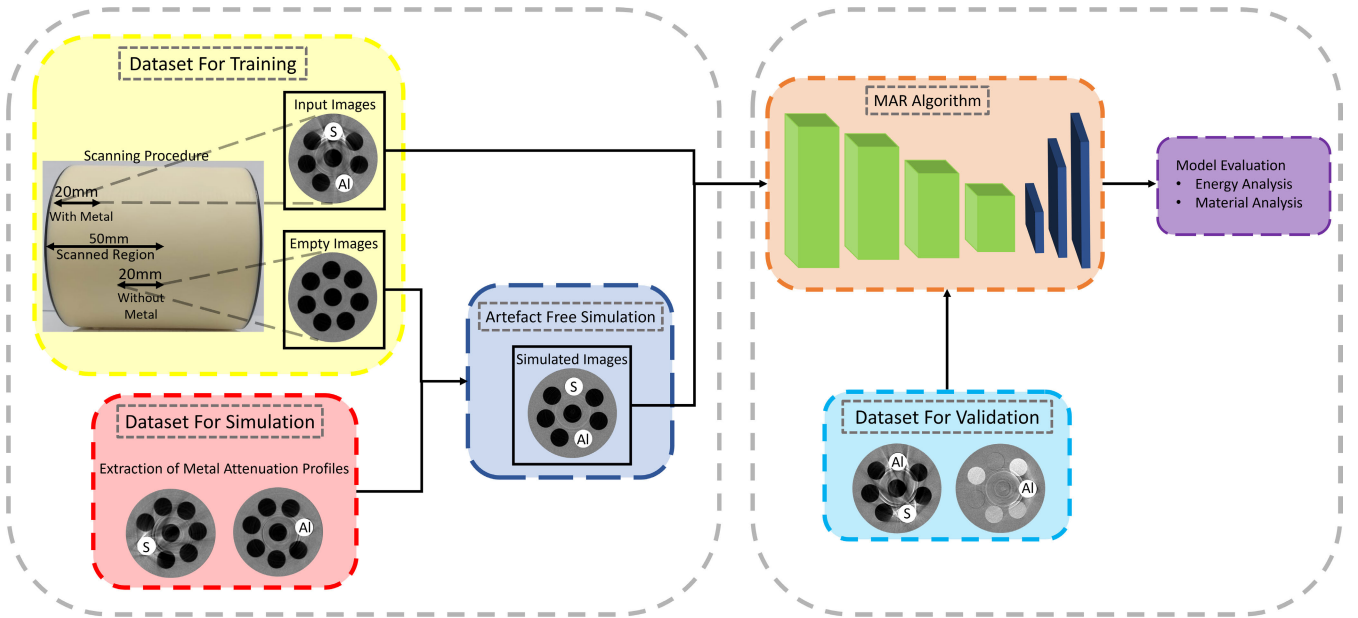 Dataset For Training
Input Images
S
Al
Scanning Procedure
20mm
With Metal
50mm
Scanned Region
20mm
Without
Metal
Empty Images
Dataset For Simulation
Extraction of Metal Attenuation Profiles
S
Al
Artefact Free Simulation
Simulated Images
S
Al
MAR Algorithm
Model Evaluation
• Energy Analysis
• Material Analysis
Dataset For Validation
Al
S
Al